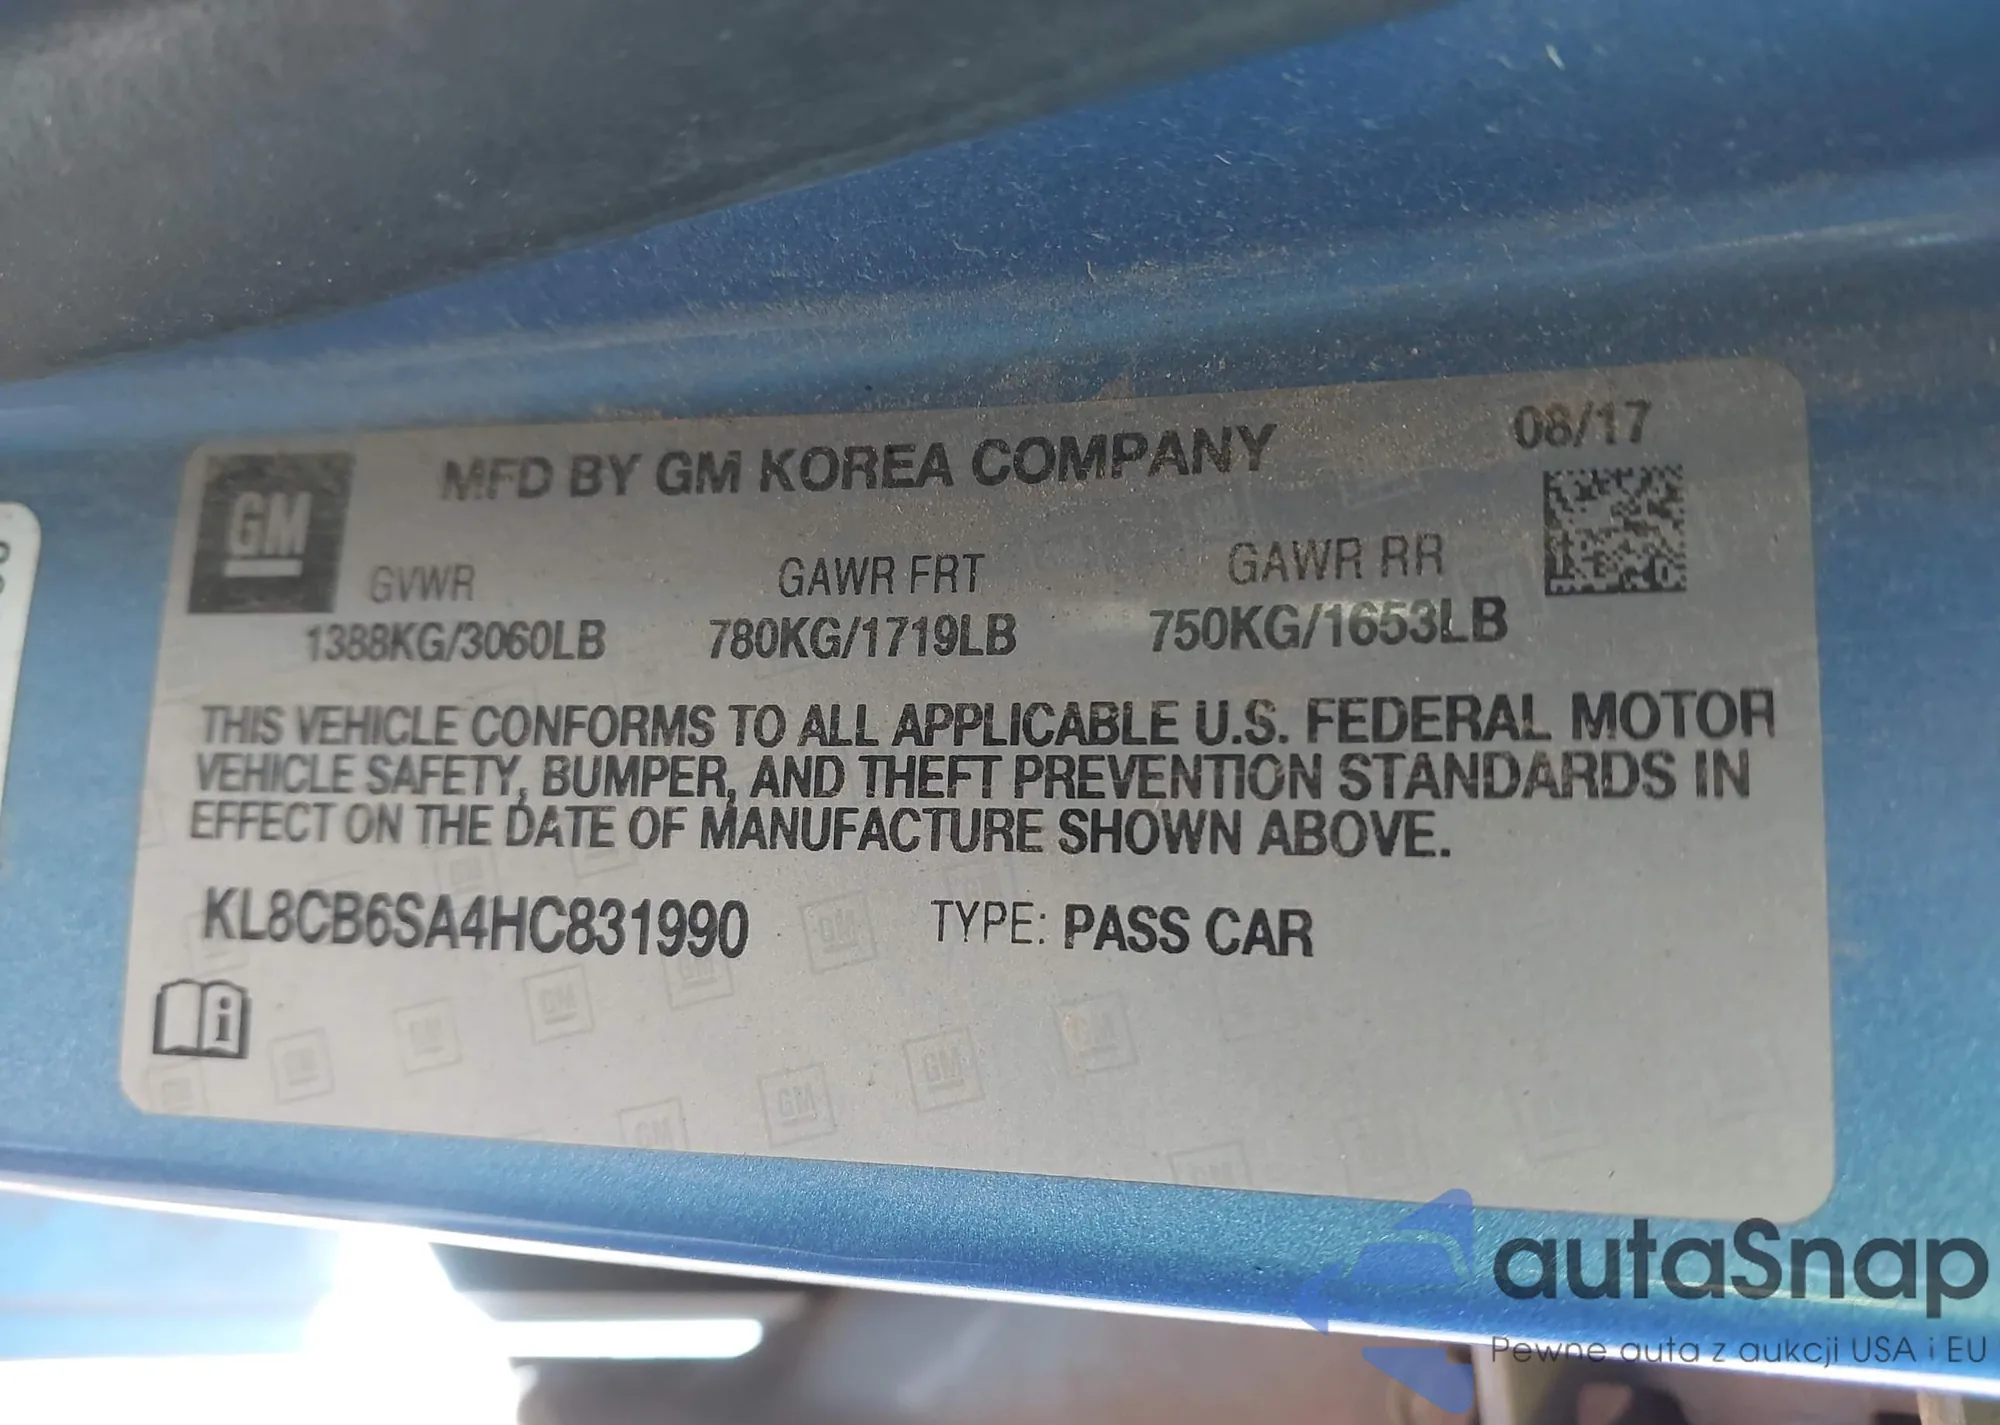 MFD BY GM KOREA COMPANY
08/17
GM
GVWR
GAWR FRT
GAWR RR
1388KG/3060LB
780KG/1719LB
750KG/1653LB
THIS VEHICLE CONFORMS TO ALL APPLICABLE U.S. FEDERAL MOTOR
VEHICLE SAFETY, BUMPER, AND THEFT PREVENTION STANDARDS IN
EFFECT ON THE DATE OF MANUFACTURE SHOWN ABOVE.
KL8CB6SA4HC831990
TYPE: PASS CAR
autaSnap
Pewne auta z aukcji USA i EU